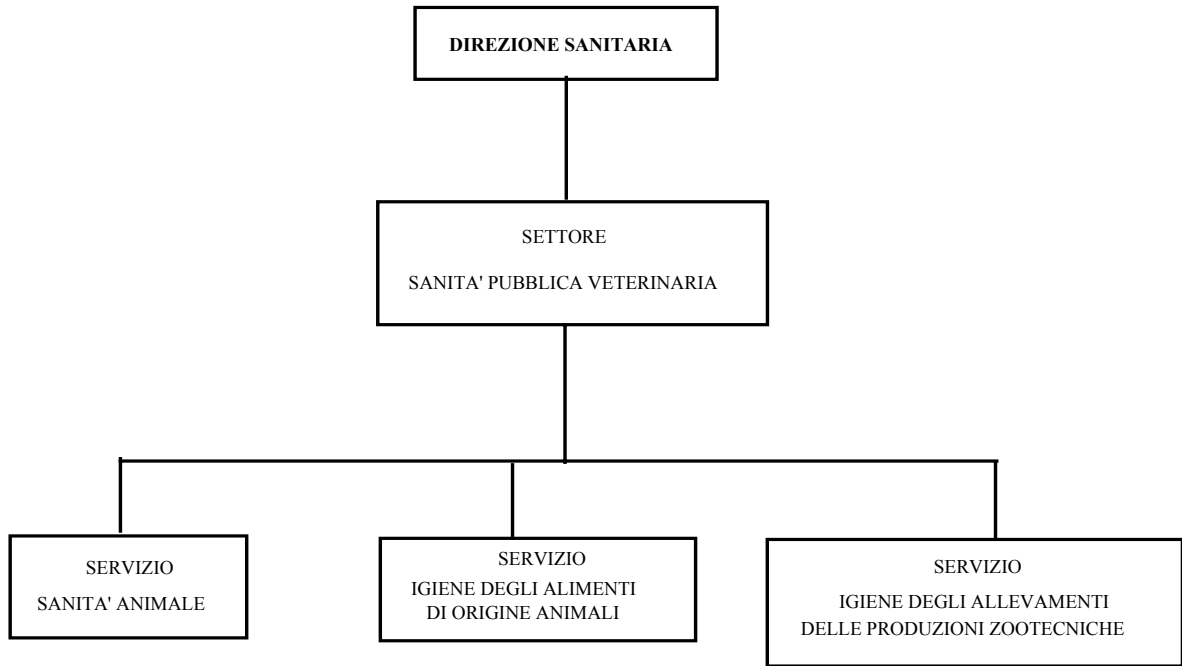 DIREZIONE SANITARIA
SETTORE
SANITA' PUBBLICA VETERINARIA
SERVIZIO
SANITA' ANIMALE
SERVIZIO
IGIENE DEGLI ALIMENTI
DI ORIGINE ANIMALI
SERVIZIO
IGIENE DEGLI ALLEVAMENTI
DELLE PRODUZIONI ZOOTECNICHE